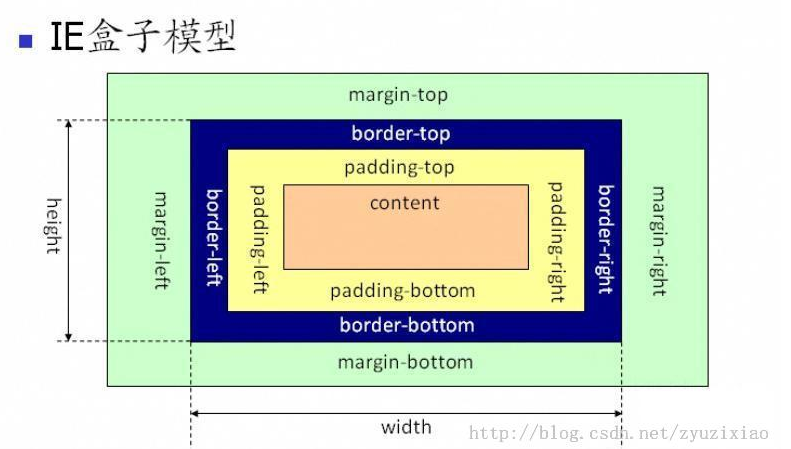 IE盒子模型
margin-top
border-top
padding-top
content
height
margin-left
border-left
padding-left
padding-right
border-right
margin-right
padding-bottom
border-bottom
margin-bottom
width
http://blog.csdn.net/zyuzixiao